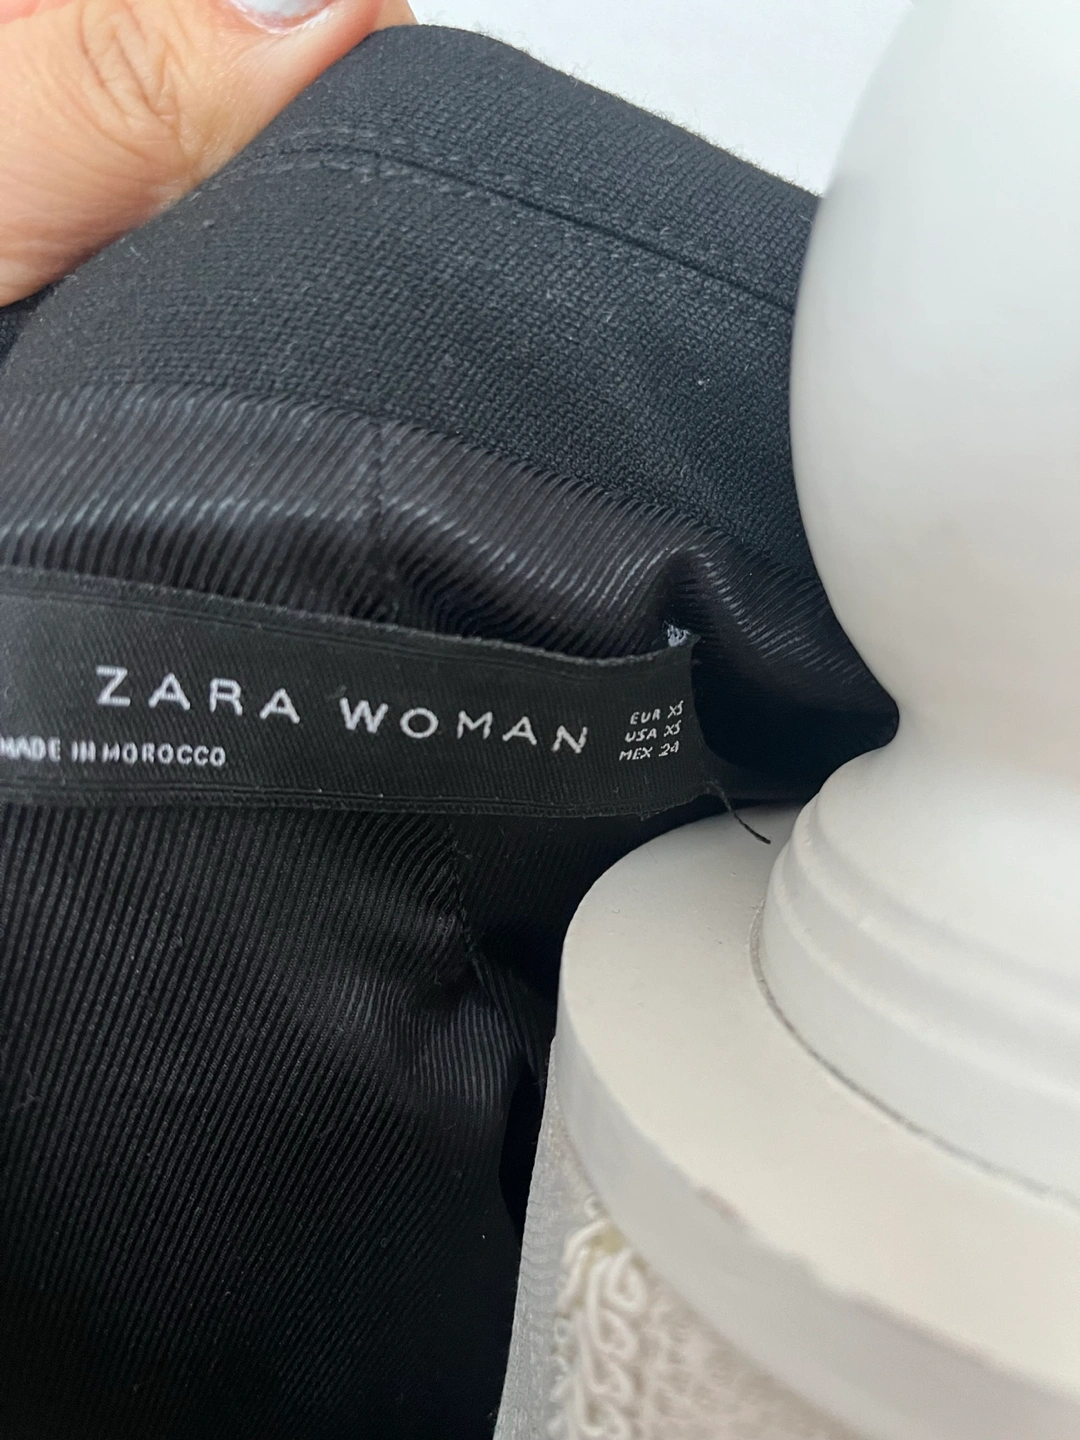 ZARA WOMAN
MADE IN MOROCCO
EUR XS
USA XS
MEX 24